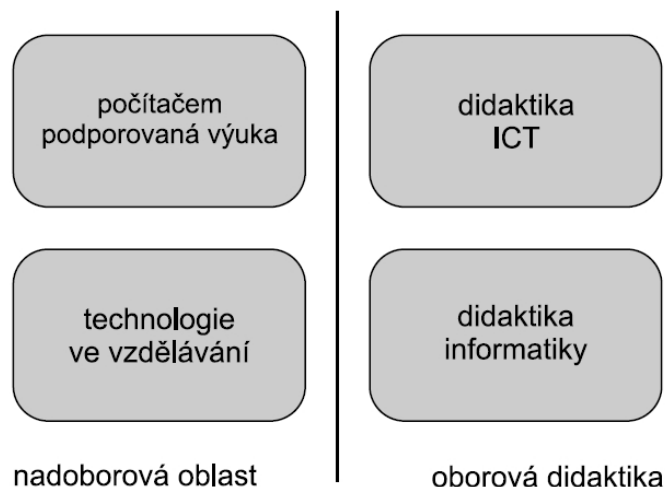 počítačem
podporovaná výuka
didaktika
ICT
technologie
ve vzdělávání
didaktika
informatiky
nadoborová oblast
oborová didaktika